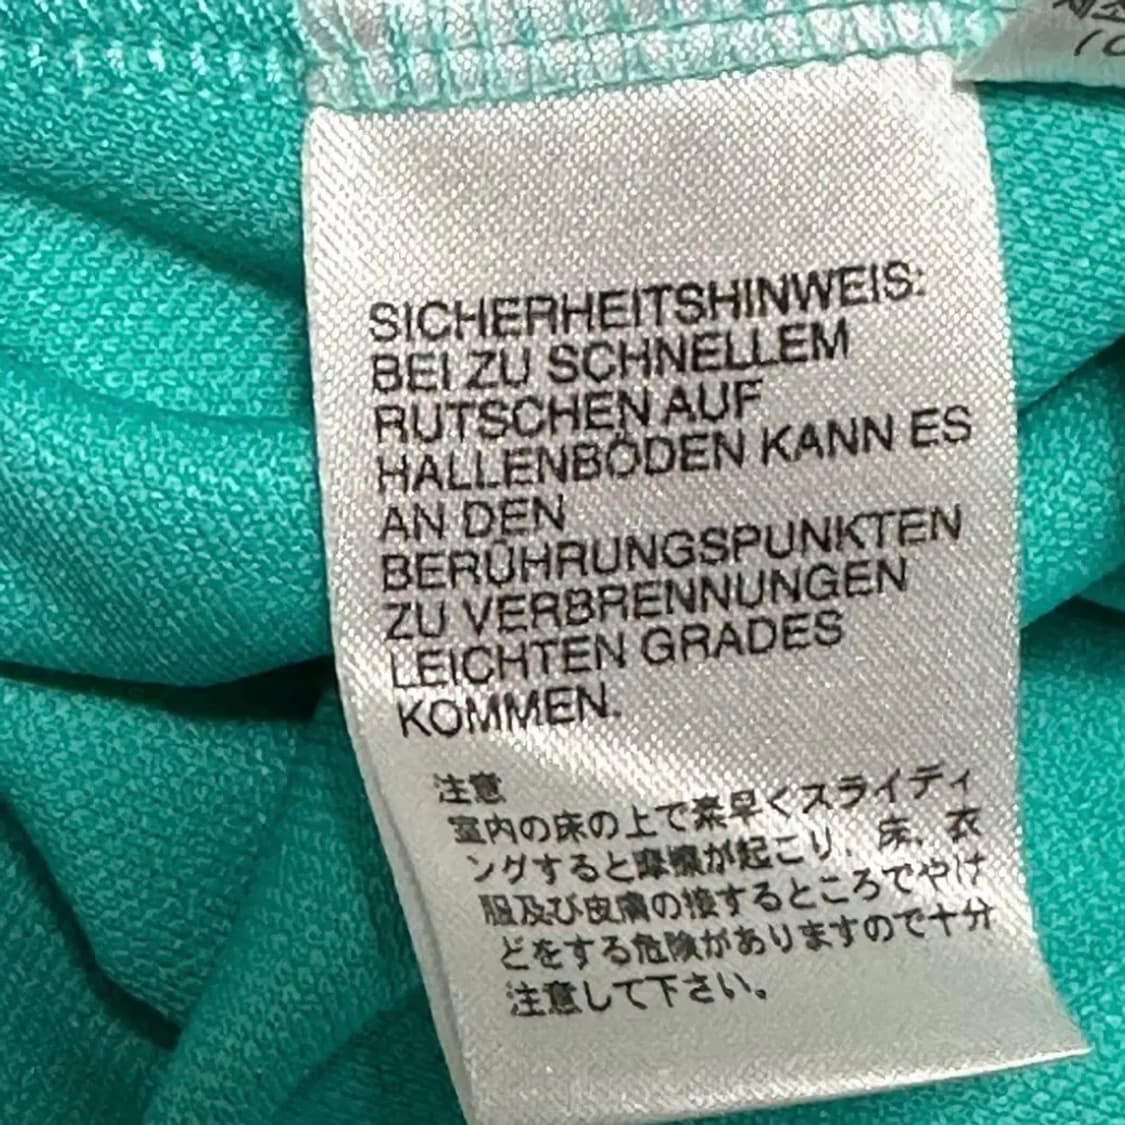 SICHERHEITSHINWEIS:
BEI ZU SCHNELLEM
RUTSCHEN AUF
HALLENBÖDEN KANN ES
AN DEN
BERÜHRUNGSPUNKTEN
ZU VERBRENNUNGEN
LEICHTEN GRADES
KOMMEN.
注意
室内の床の上で素早くスライディ
ングすると摩擦が起こり、床、衣
服及び皮膚の接するところでやけ
どをする危険がありますので十分
注意して下さい。